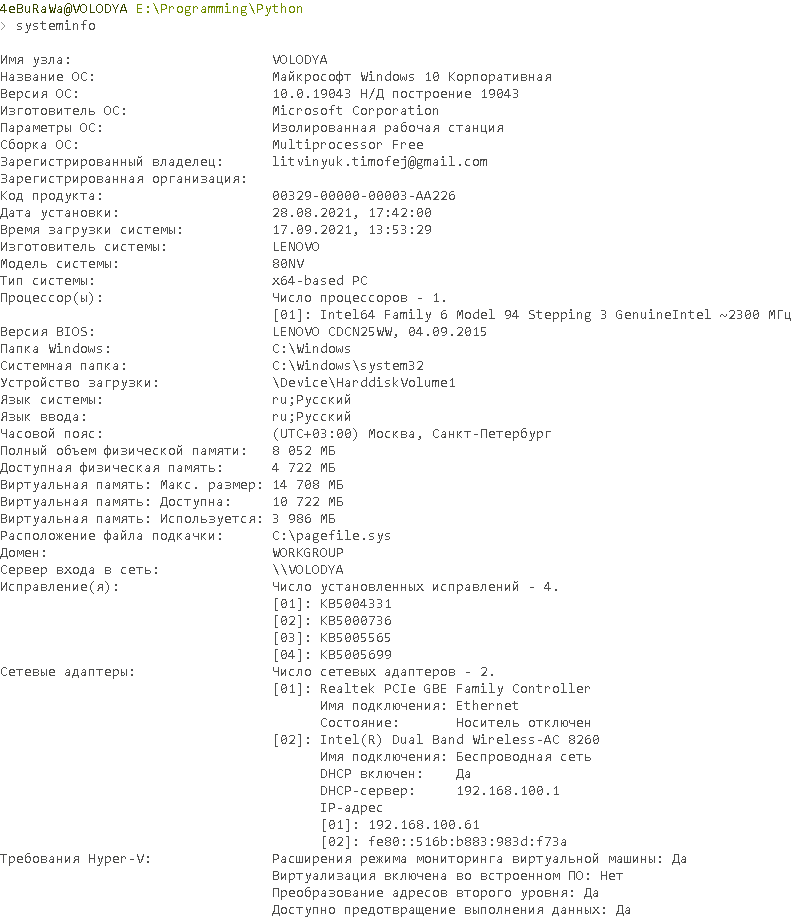 4eBuRaWa@VOLODYA E:\Programming\Python
> systeminfo
Имя узла: VOLODYA
Название ОС: Майкрософт Windows 10 Корпоративная
Версия ОС: 10.0.19043 Н/Д построение 19043
Изготовитель ОС: Microsoft Corporation
Параметры ОС: Изолированная рабочая станция
Сборка ОС: Multiprocessor Free
Зарегистрированный владелец: litvinyuk.timofej@gmail.com
Зарегистрированная организация:
Код продукта: 00329-00000-00003-AA226
Дата установки: 28.08.2021, 17:42:00
Время загрузки системы: 17.09.2021, 13:53:29
Изготовитель системы: LENOVO
Модель системы: 80NV
Тип системы: x64-based PC
Процессор(ы): Число процессоров - 1.
[01]: Intel64 Family 6 Model 94 Stepping 3 GenuineIntel ~2300 МГц
Версия BIOS: LENOVO CDCN25WW, 04.09.2015
Папка Windows: C:\Windows
Системная папка: C:\Windows\system32
Устройство загрузки: \Device\HarddiskVolume1
Язык системы: ru;Русский
Язык ввода: ru;Русский
Часовой пояс: (UTC+03:00) Москва, Санкт-Петербург
Полный объем физической памяти: 8 052 МБ
Доступная физическая память: 4 722 МБ
Виртуальная память: Макс. размер: 14 708 МБ
Виртуальная память: Доступна: 10 722 МБ
Виртуальная память: Используется: 3 986 МБ
Расположение файла подкачки: C:\pagefile.sys
Домен: WORKGROUP
Сервер входа в сеть: \\VOLODYA
Исправление(я): Число установленных исправлений - 4.
[01]: KB5004331
[02]: KB5000736
[03]: KB5005565
[04]: KB5005699
Сетевые адаптеры: Число сетевых адаптеров - 2.
[01]: Realtek PCIe GBE Family Controller
Имя подключения: Ethernet
Состояние: Носитель отключен
[02]: Intel(R) Dual Band Wireless-AC 8260
Имя подключения: Беспроводная сеть
DHCP включен: Да
DHCP-сервер: 192.168.100.1
IP-адрес
[01]: 192.168.100.61
[02]: fe80::516b:b883:983d:f73a
Требования Hyper-V: Расширения режима мониторинга виртуальной машины: Да
Виртуализация включена во встроенном ПО: Нет
Преобразование адресов второго уровня: Да
Доступно предотвращение выполнения данных: Да